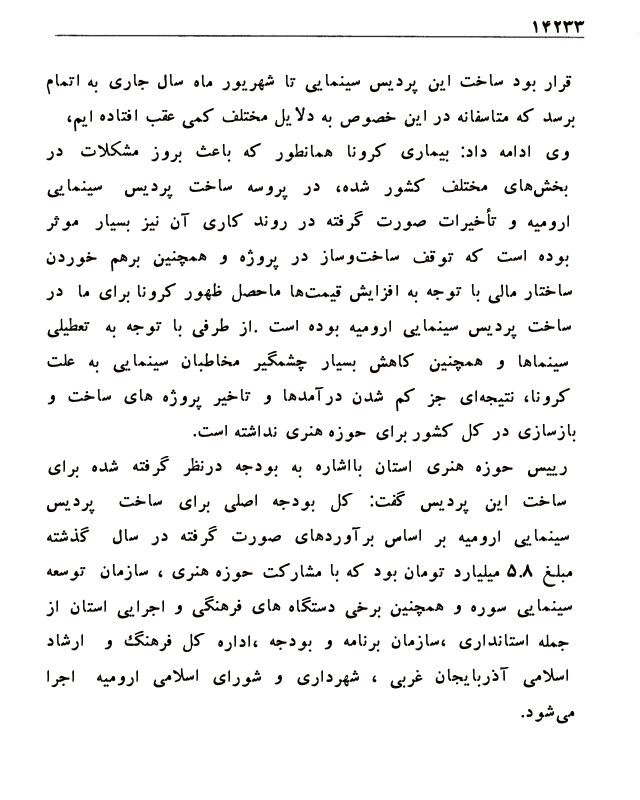 ۱۴۲۳۳
قرار بود ساخت این پردیس سینمایی تا شهریور ماه سال جاری به اتمام
برسد که متاسفانه در این خصوص به دلایل مختلف کمی عقب افتاده ایم،
وی ادامه داد: بیماری کرونا همانطور که باعث بروز مشکلات در
بخش‌های مختلف کشور شده، در پروسه ساخت پردیس سینمایی
ارومیه و تأخیرات صورت گرفته در روند کاری آن نیز بسیار موثر
بوده است که توقف ساخت‌وساز در پروژه و همچنین برهم خوردن
ساختار مالی با توجه به افزایش قیمت‌ها ماحصل ظهور کرونا برای ما در
ساخت پردیس سینمایی ارومیه بوده است .از طرفی با توجه به تعطیلی
سینماها و همچنین کاهش بسیار چشمگیر مخاطبان سینمایی به علت
کرونا، نتیجه‌ای جز کم شدن درآمدها و تاخیر پروژه های ساخت و
بازسازی در کل کشور برای حوزه هنری نداشته است.
رییس حوزه هنری استان بااشاره به بودجه درنظر گرفته شده برای
ساخت این پردیس گفت: کل بودجه اصلی برای ساخت پردیس
سینمایی ارومیه بر اساس برآوردهای صورت گرفته در سال گذشته
مبلغ ۵.۸ میلیارد تومان بود که با مشارکت حوزه هنری ، سازمان توسعه
سینمایی سوره و همچنین برخی دستگاه های فرهنگی و اجرایی استان از
جمله استانداری ،سازمان برنامه و بودجه ،اداره کل فرهنگ و ارشاد
اسلامی آذربایجان غربی ، شهرداری و شورای اسلامی ارومیه اجرا
می‌شود.